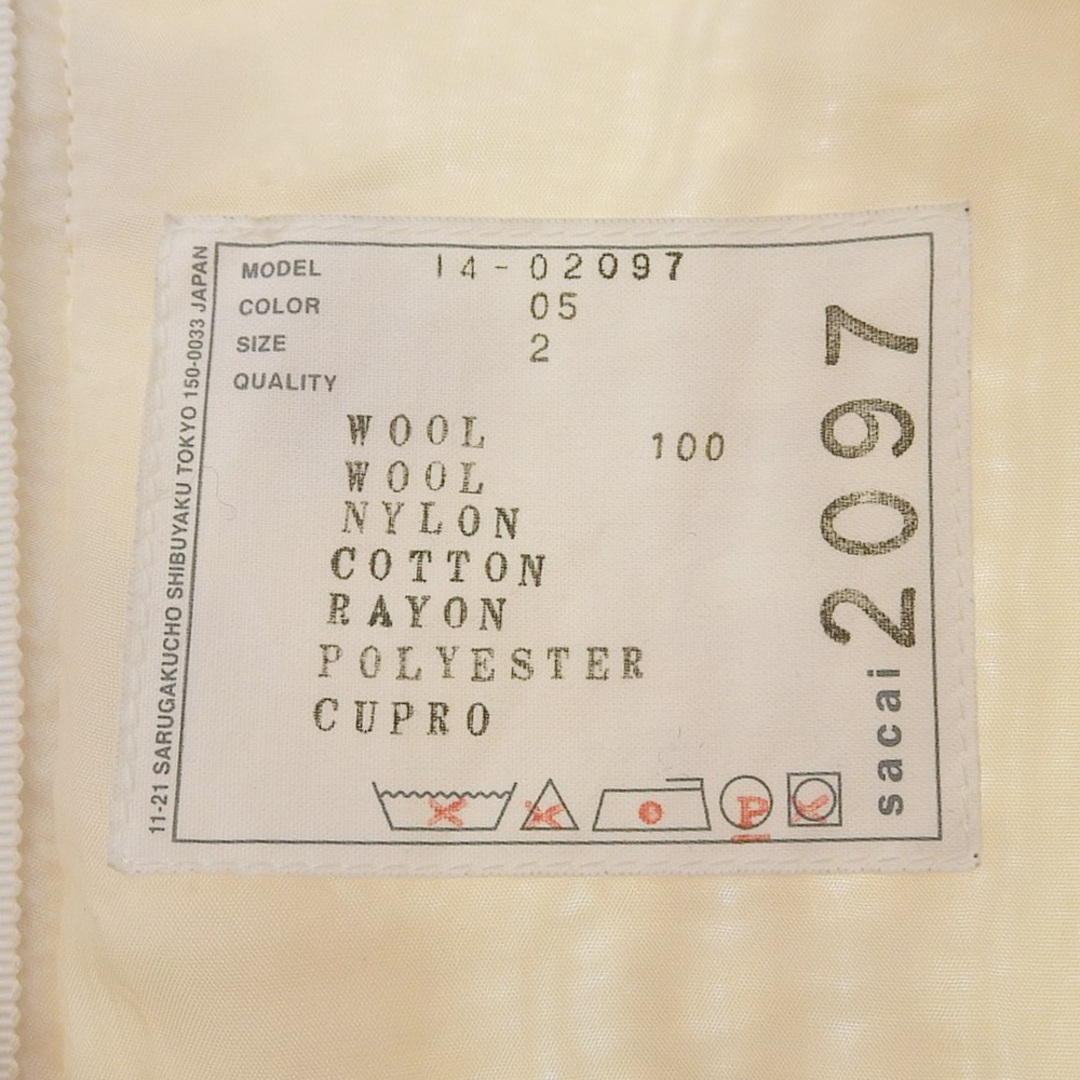 MODEL 14-02097
COLOR 05
SIZE 2
QUALITY
WOOL 100
WOOL
NYLON
COTTON
RAYON
POLYESTER
CUPRO
X X P X
11-21 SARUGAKUCHO SHIBUYAKU TOKYO 150-0033 JAPAN
sacai 2097